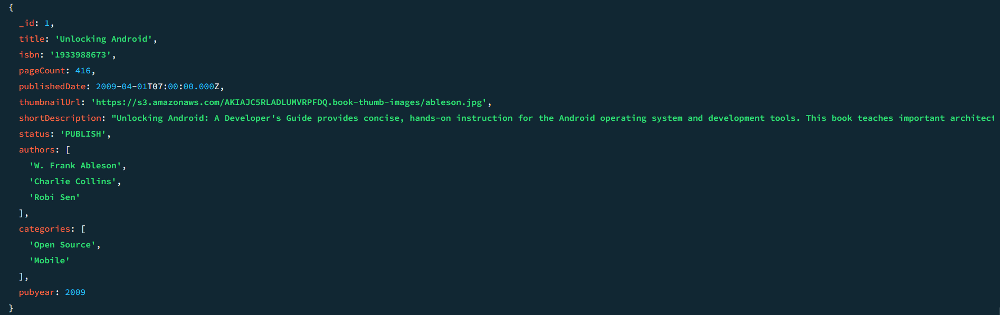 {
_id: 1,
title: 'Unlocking Android',
isbn: '1933988673',
pageCount: 416,
publishedDate: 2009-04-01T07:00:00.000Z,
thumbnailUrl: 'https://s3.amazonaws.com/AKIAJC5RLADLUMVRPFDQ.book-thumb-images/ableson.jpg',
shortDescription: "Unlocking Android: A Developer's Guide provides concise, hands-on instruction for the Android operating system and development tools. This book teaches important architect
status: 'PUBLISH',
authors: [
'W. Frank Ableson',
'Charlie Collins',
'Robi Sen'
],
categories: [
'Open Source',
'Mobile'
],
pubyear: 2009
}